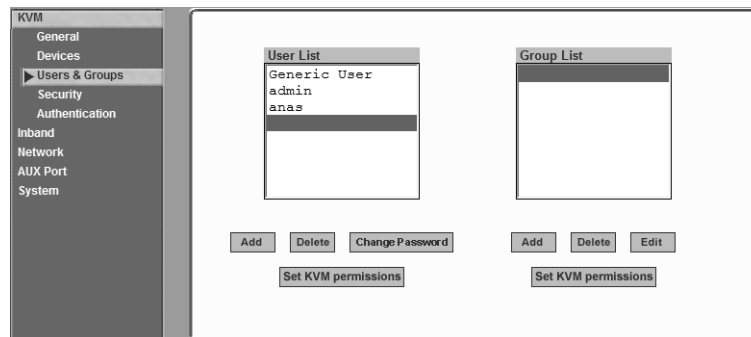 KVM
General
Devices
Users & Groups
Security
Authentication
Inband
Network
AUX Port
System
User List
Generic User
admin
anas
Add Delete Change Password
Set KVM permissions
Group List
Add Delete Edit
Set KVM permissions